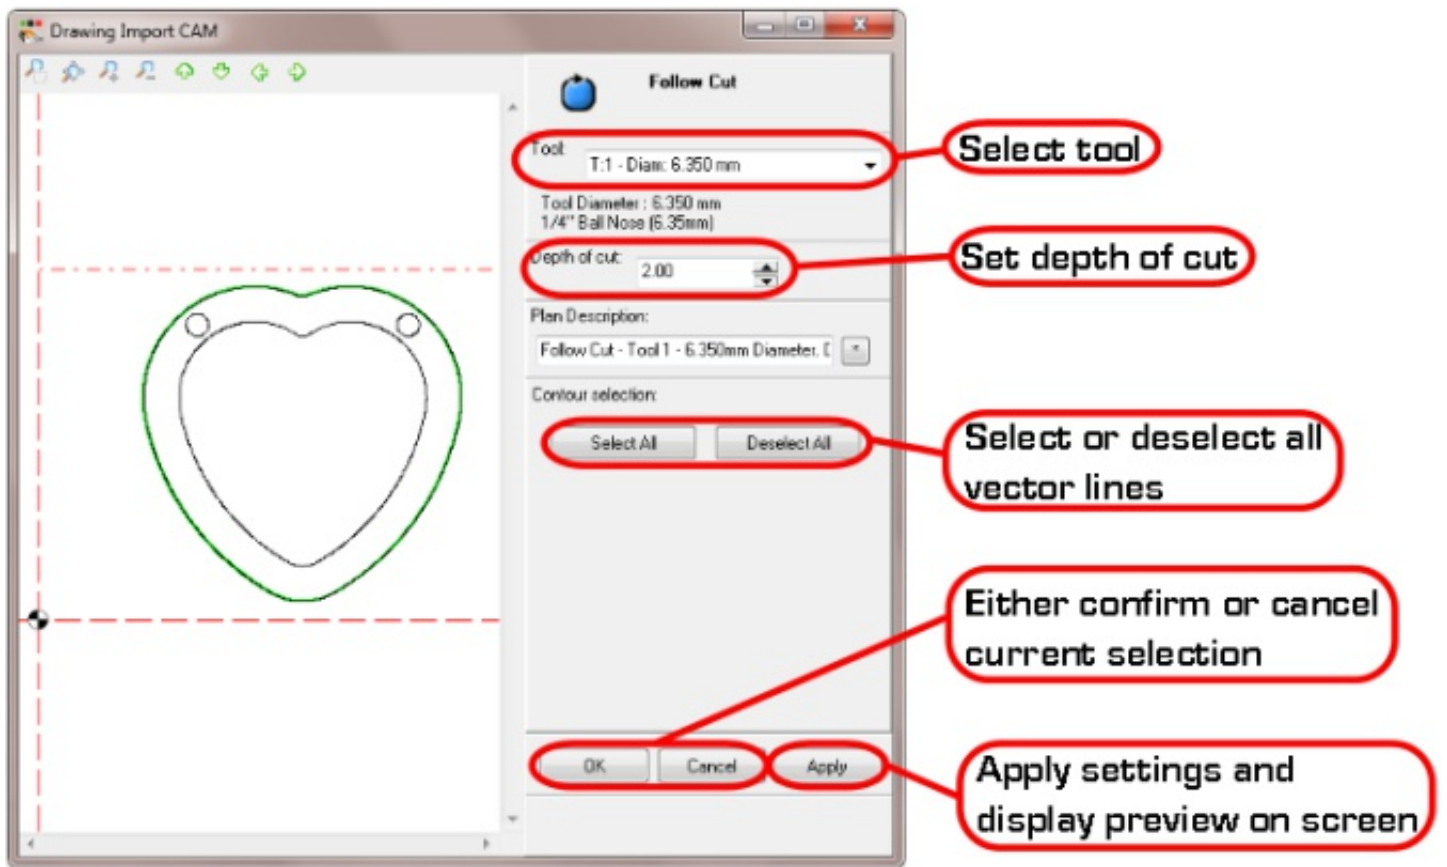 Drawing Import CAM
Follow Cut
Tool:
T:1 - Diam: 6.350 mm
Select tool
Tool Diameter : 6.350 mm
1/4" Ball Nose (6.35mm)
Depth of cut:
2.00
Set depth of cut
Plan Description:
Follow Cut - Tool 1 - 6.350mm Diameter. D
*
Contour selection:
Select All
Deselect All
Select or deselect all
vector lines
Either confirm or cancel
current selection
OK
Cancel
Apply
Apply settings and
display preview on screen